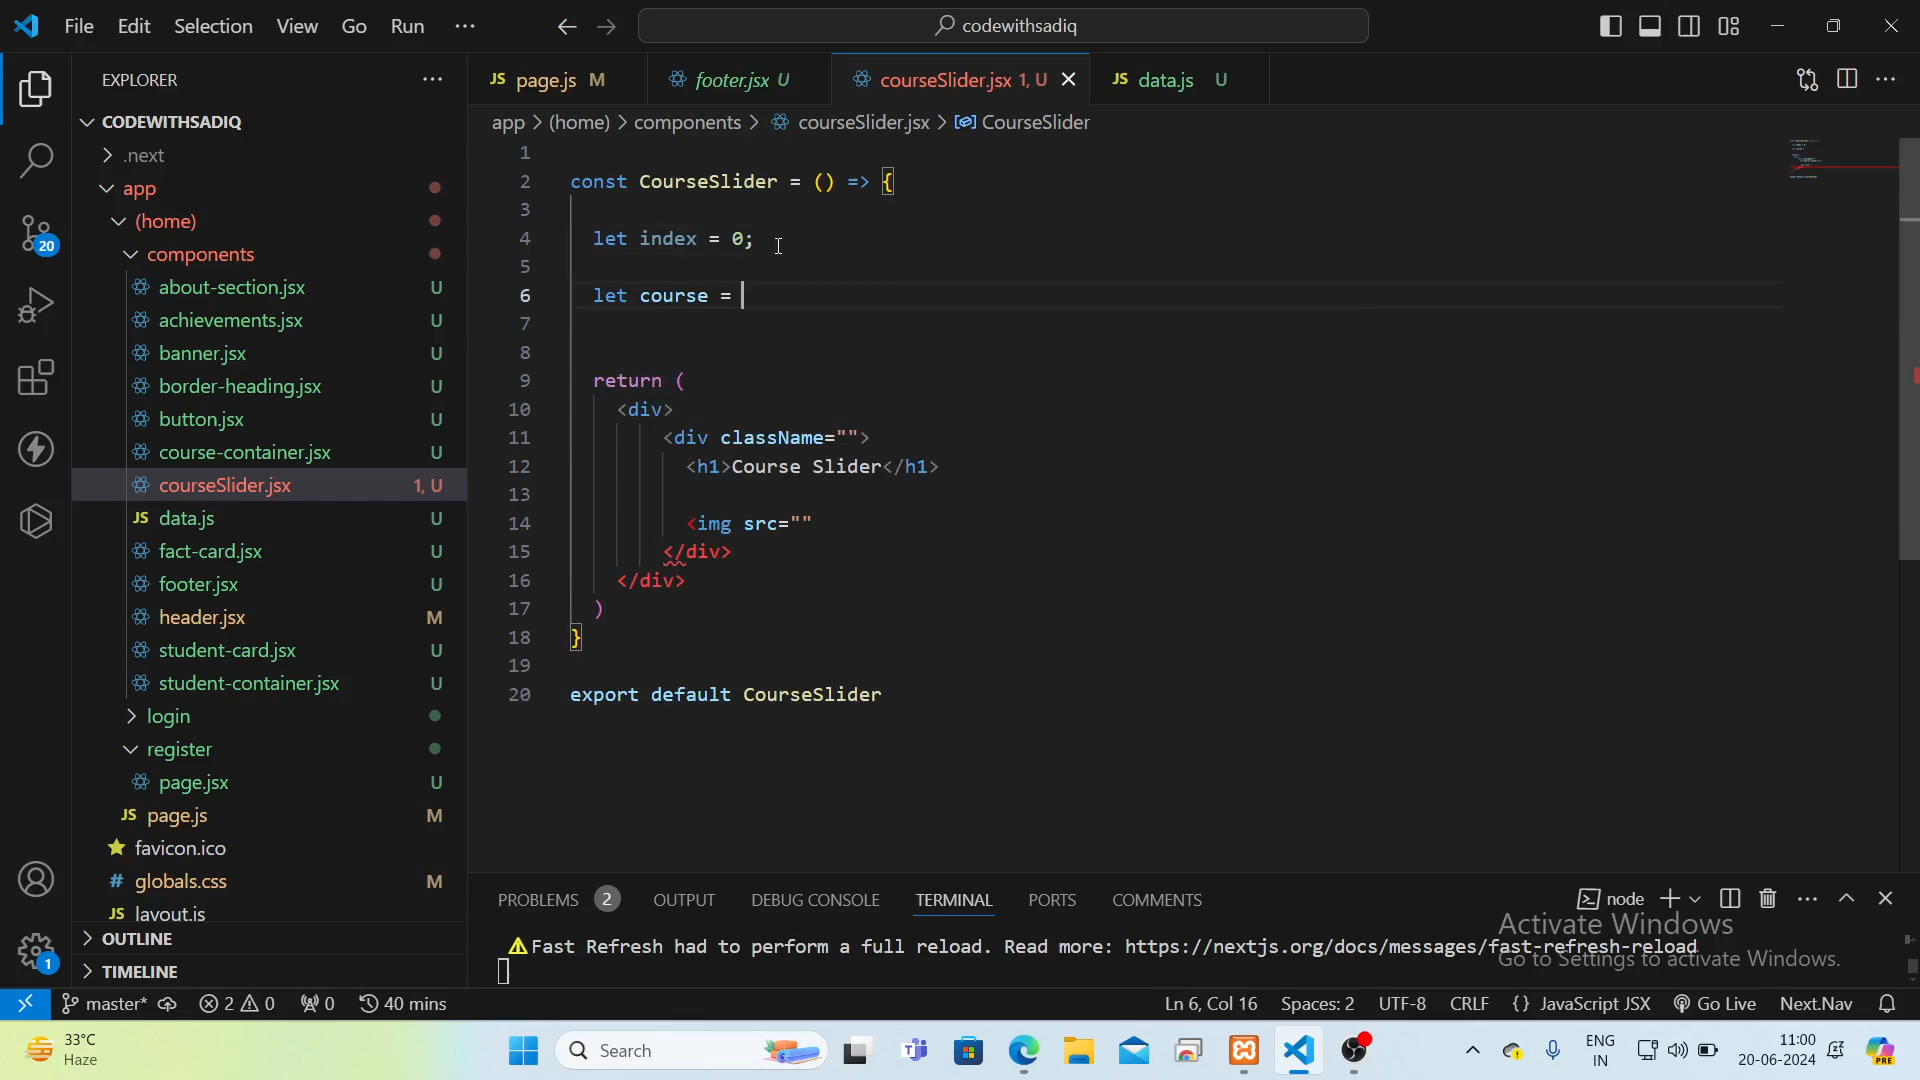 File Edit Selection View Go Run ··· codewithsadiq
EXPLORER ···
CODEWITHSADIQ
.next
app
(home)
components
about-section.jsx U
achievements.jsx U
banner.jsx U
border-heading.jsx U
button.jsx U
course-container.jsx U
courseSlider.jsx 1, U
JS data.js U
fact-card.jsx U
footer.jsx U
header.jsx M
student-card.jsx U
student-container.jsx U
login
register
page.jsx U
JS page.js M
favicon.ico
# globals.css M
JS layout.js
OUTLINE
TIMELINE
20
1
JS page.js M footer.jsx U courseSlider.jsx 1, U JS data.js U
app > (home) > components > courseSlider.jsx > CourseSlider
1
2 const CourseSlider = () => {
3
4 let index = 0;
5
6 let course =
7
8
9 return (
10 <div>
11 <div className="">
12 <h1>Course Slider</h1>
13
14 <img src=""
15 </div>
16 </div>
17 )
18 }
19
20 export default CourseSlider
PROBLEMS 2 OUTPUT DEBUG CONSOLE TERMINAL PORTS COMMENTS node
Fast Refresh had to perform a full reload. Read more: https://nextjs.org/docs/messages/fast-refresh-reload
Activate Windows
Go to Settings to activate Windows.
master* 2 0 0 40 mins Ln 6, Col 16 Spaces: 2 UTF-8 CRLF {} JavaScript JSX Go Live Next.Nav
33°C
Haze
Search
ENG
IN
11:00
20-06-2024
PRE